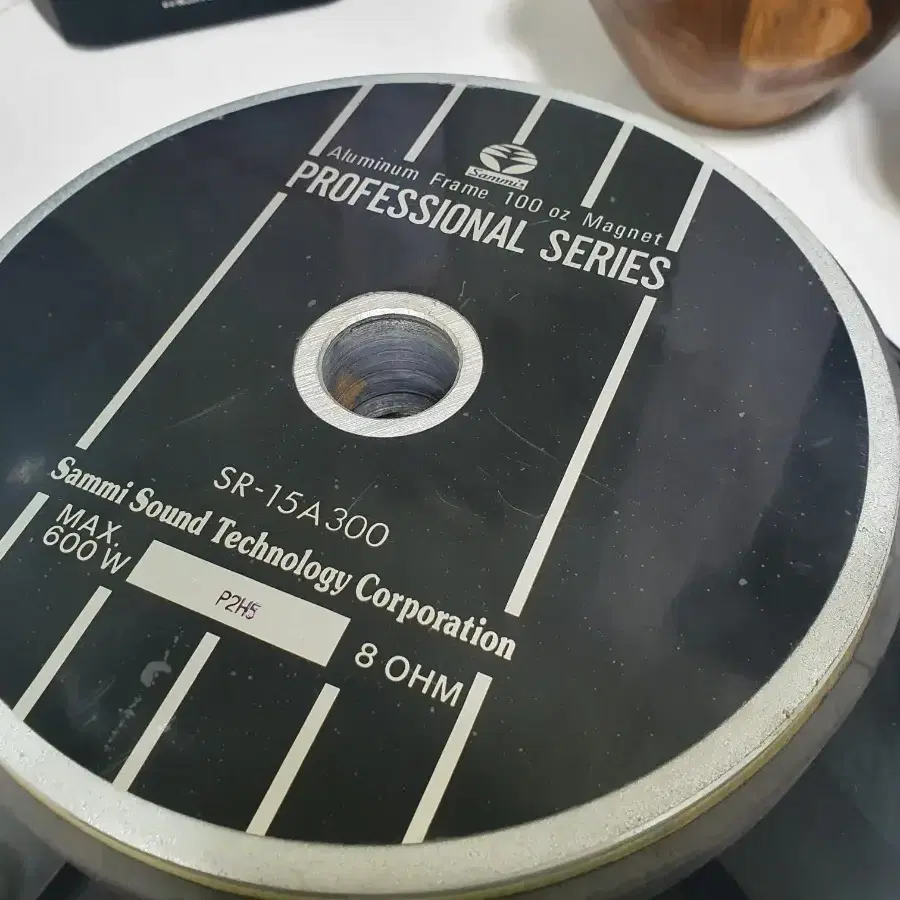 Sammi
Aluminum Frame 100 oz Magnet
PROFESSIONAL SERIES
SR-15A300
Sammi Sound Technology Corporation
MAX.
600 W
P2H5
8 OHM